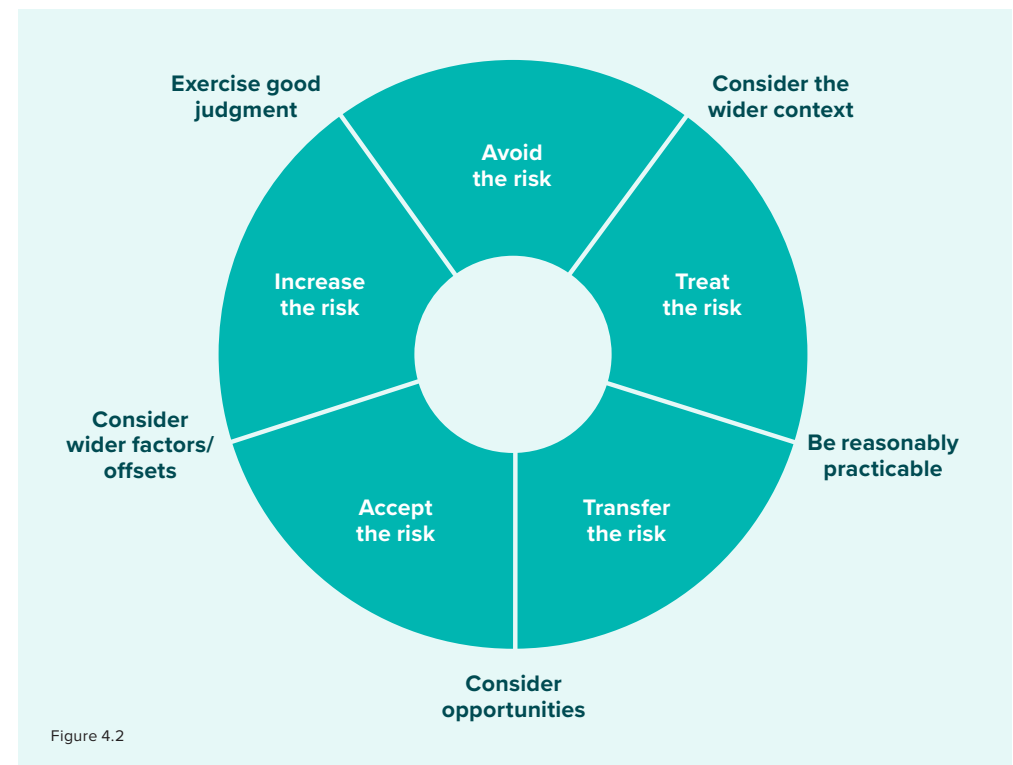 Exercise good
judgment
Consider the
wider context
Avoid
the risk
Increase
the risk
Treat
the risk
Consider
wider factors/
offsets
Be reasonably
practicable
Accept
the risk
Transfer
the risk
Consider
opportunities
Figure 4.2